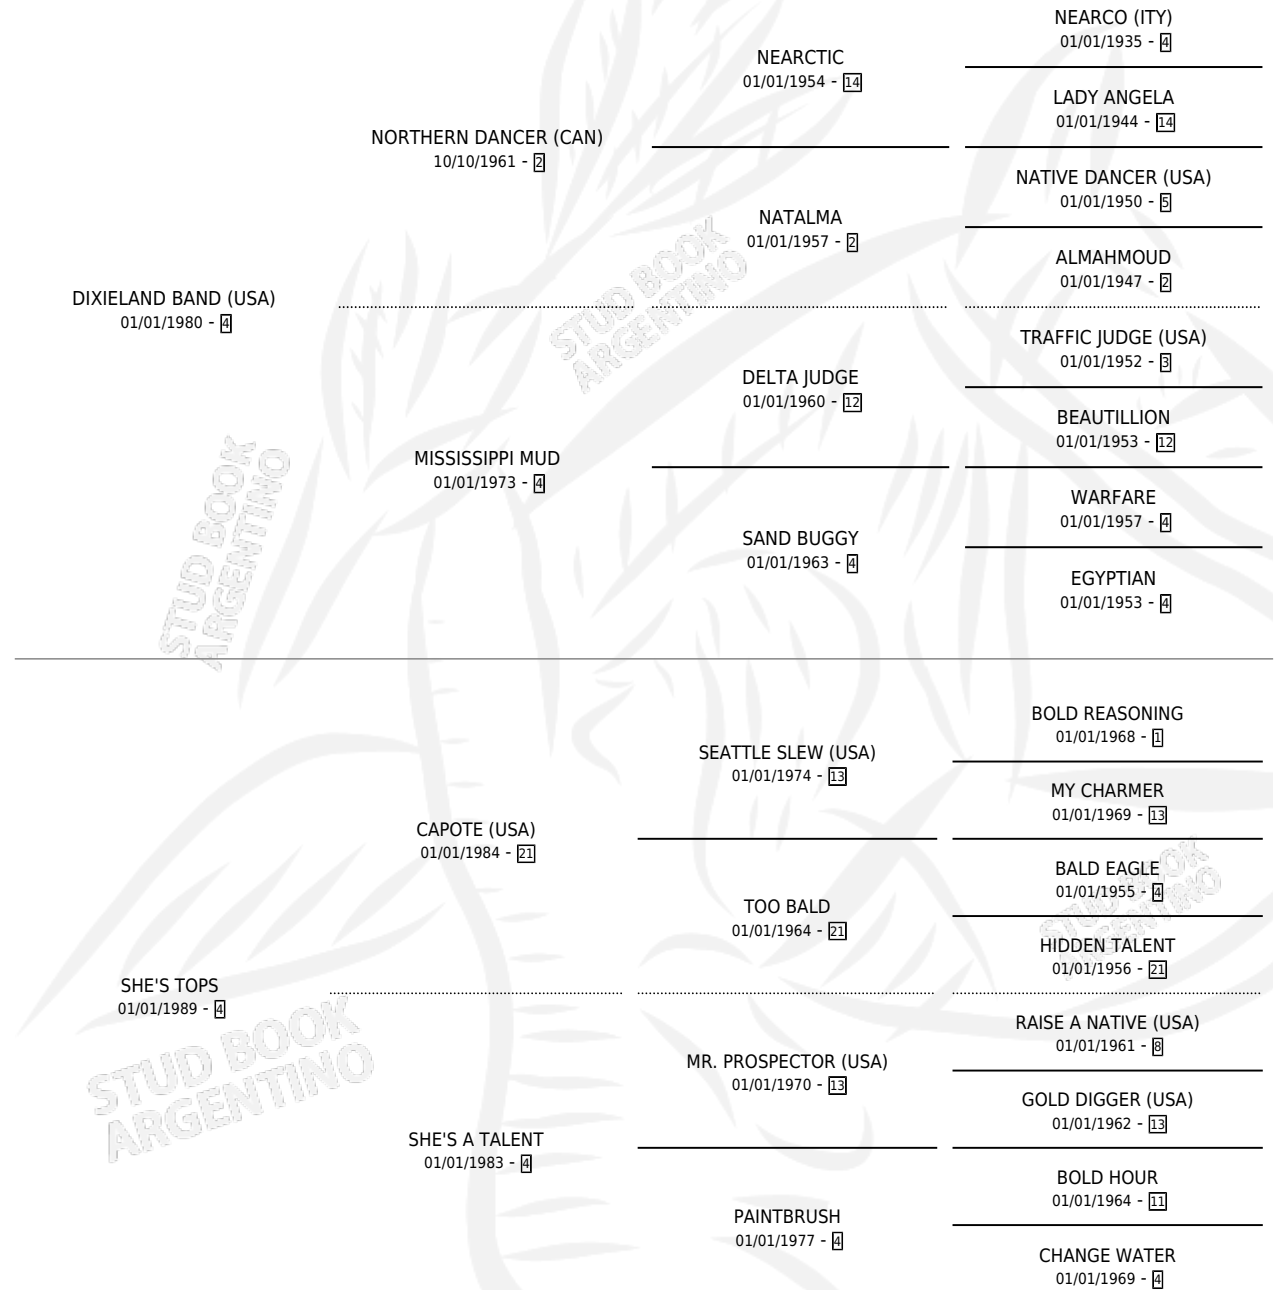 NEARCO (ITY)
01/01/1935 - 4
NEARCTIC
01/01/1954 - 14
LADY ANGELA
01/01/1944 - 14
NORTHERN DANCER (CAN)
10/10/1961 - 2
NATIVE DANCER (USA)
01/01/1950 - 5
NATALMA
01/01/1957 - 2
ALMAHMOUD
01/01/1947 - 2
DIXIELAND BAND (USA)
01/01/1980 - 4
STUD BOOK
ARGENTINO
TRAFFIC JUDGE (USA)
01/01/1952 - 3
DELTA JUDGE
01/01/1960 - 12
BEAUTILLION
01/01/1953 - 12
MISSISSIPPI MUD
01/01/1973 - 4
WARFARE
01/01/1957 - 4
SAND BUGGY
01/01/1963 - 4
EGYPTIAN
01/01/1953 - 4
STUD BOOK
ARGENTINO
BOLD REASONING
01/01/1968 - 1
SEATTLE SLEW (USA)
01/01/1974 - 13
MY CHARMER
01/01/1969 - 13
CAPOTE (USA)
01/01/1984 - 21
BALD EAGLE
01/01/1955 - 4
TOO BALD
01/01/1964 - 21
HIDDEN TALENT
01/01/1956 - 21
STUD BOOK
ARGENTINO
SHE'S TOPS
01/01/1989 - 4
RAISE A NATIVE (USA)
01/01/1961 - 8
MR. PROSPECTOR (USA)
01/01/1970 - 13
GOLD DIGGER (USA)
01/01/1962 - 13
STUD BOOK
ARGENTINO
SHE'S A TALENT
01/01/1983 - 4
BOLD HOUR
01/01/1964 - 11
PAINTBRUSH
01/01/1977 - 4
CHANGE WATER
01/01/1969 - 4